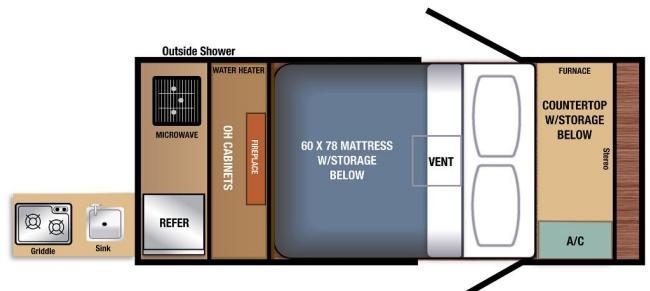 Outside Shower
WATER HEATER
FURNACE
MICROWAVE
OH CABINETS
FIREPLACE
60 X 78 MATTRESS
W/STORAGE
BELOW
VENT
COUNTERTOP
W/STORAGE
BELOW
Stereo
REFER
A/C
Griddle
Sink